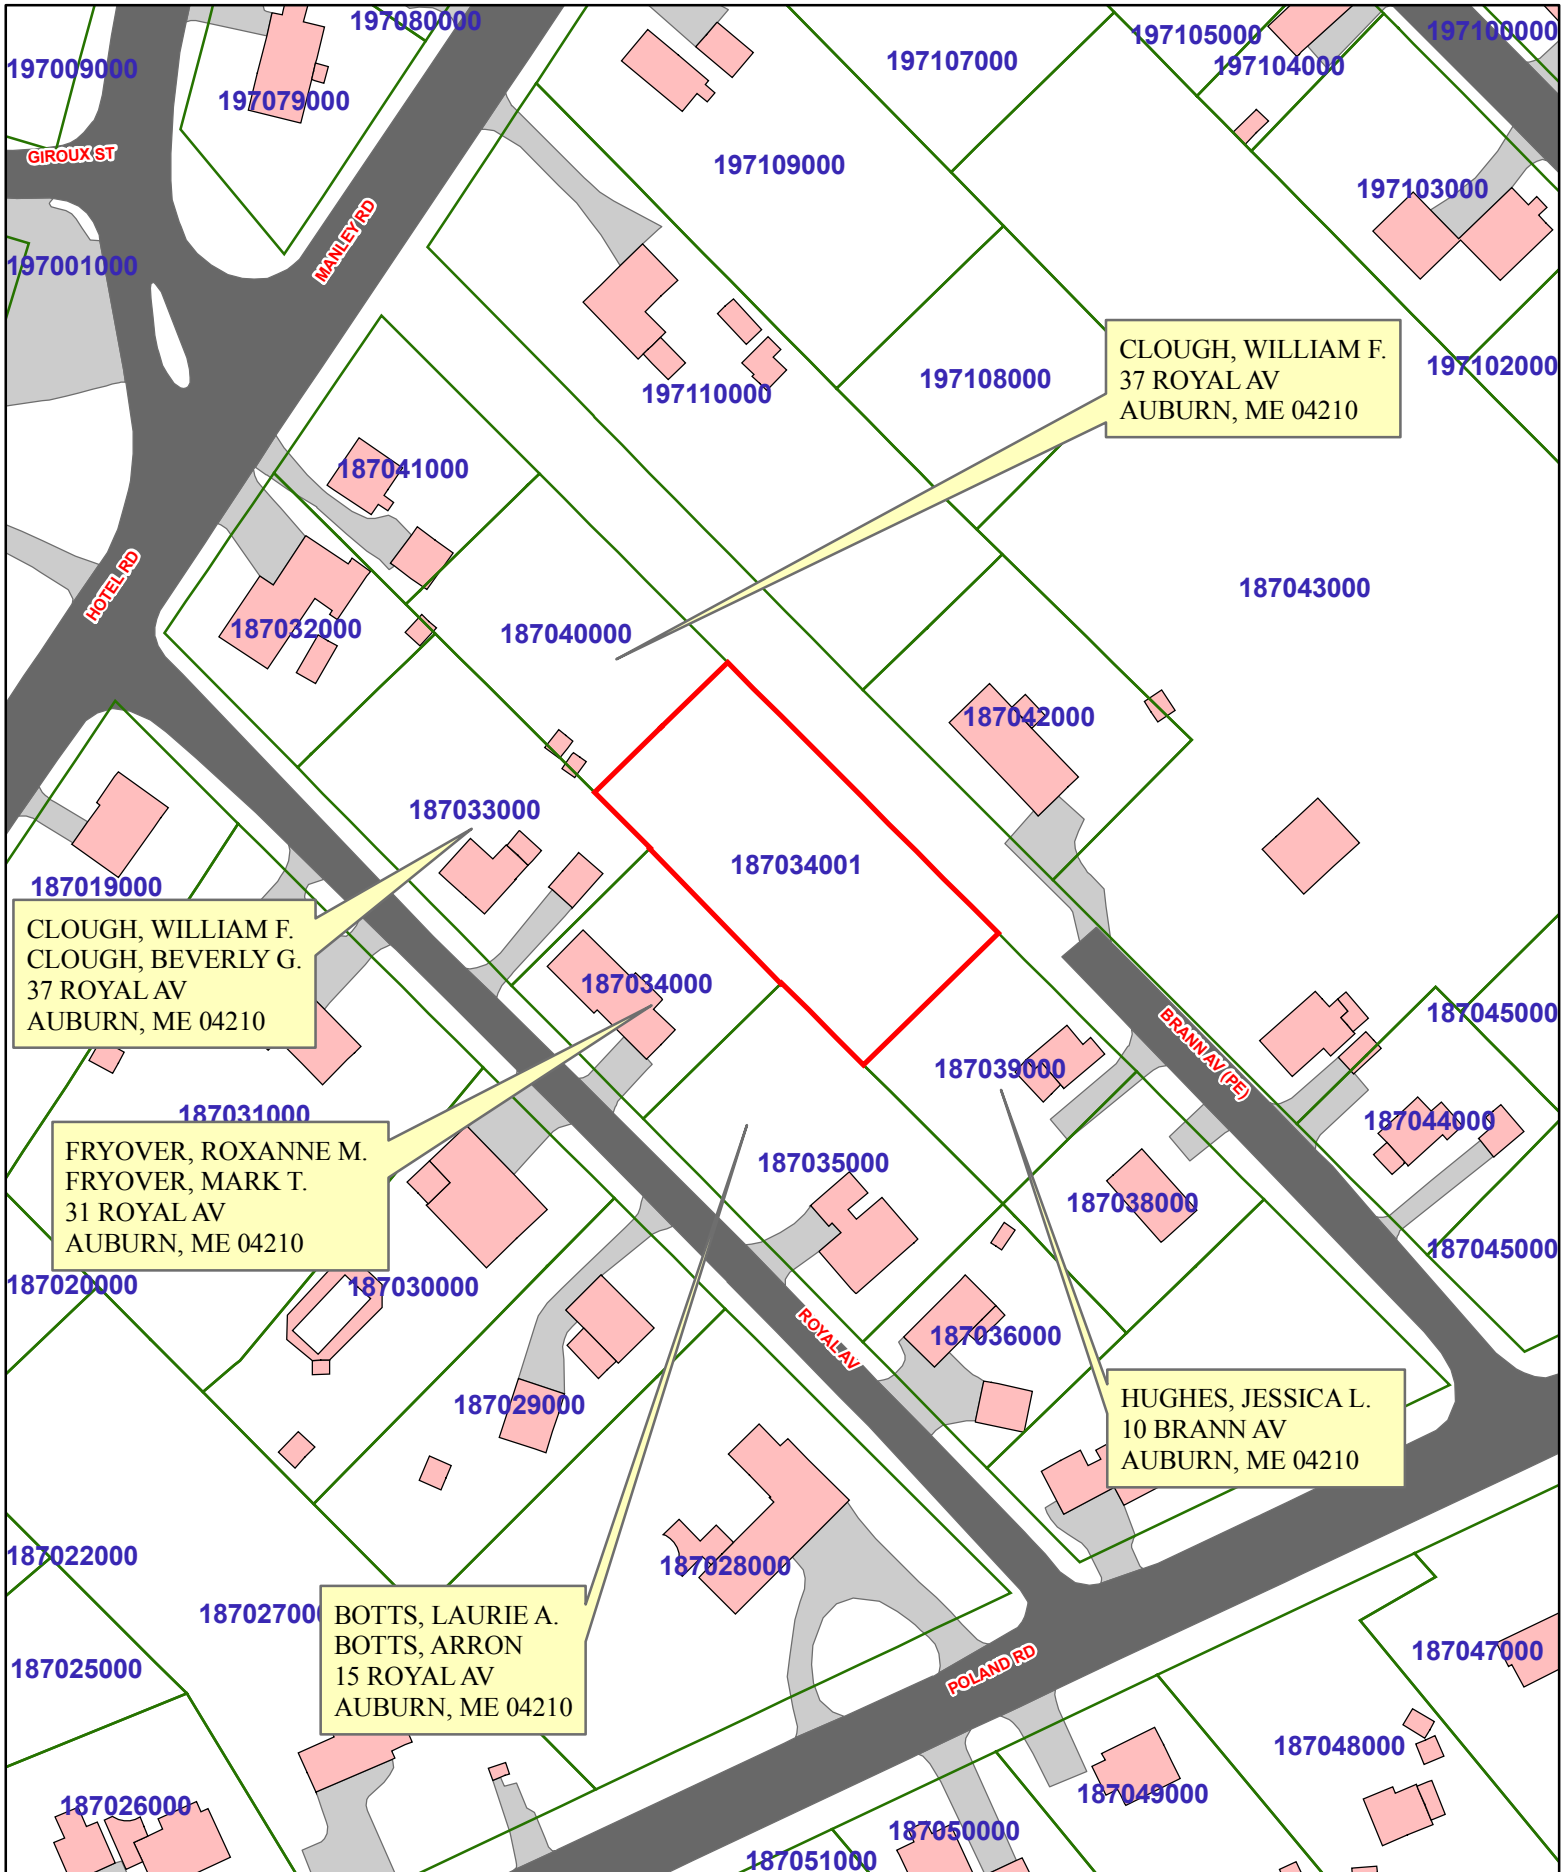 197080000
197009000
197079000
GIROUX ST
197001000
MANLEY RD
197107000
197105000
197104000
197100000
197109000
197103000
197110000
197108000
197102000
CLOUGH, WILLIAM F.
37 ROYAL AV
AUBURN, ME 04210
187041000
HOTEL RD
187032000
187040000
187043000
187042000
187033000
187034001
187019000
CLOUGH, WILLIAM F.
CLOUGH, BEVERLY G.
37 ROYAL AV
AUBURN, ME 04210
187034000
187045000
BRANN AV (PE)
187039000
187031000
187044000
FRYOVER, ROXANNE M.
FRYOVER, MARK T.
31 ROYAL AV
AUBURN, ME 04210
187035000
187038000
187045000
187020000
187030000
ROYAL AV
187036000
187029000
HUGHES, JESSICA L.
10 BRANN AV
AUBURN, ME 04210
187022000
187028000
18702700
BOTTS, LAURIE A.
BOTTS, ARRON
15 ROYAL AV
AUBURN, ME 04210
187025000
POLAND RD
187047000
187048000
187026000
187049000
187050000
187051000